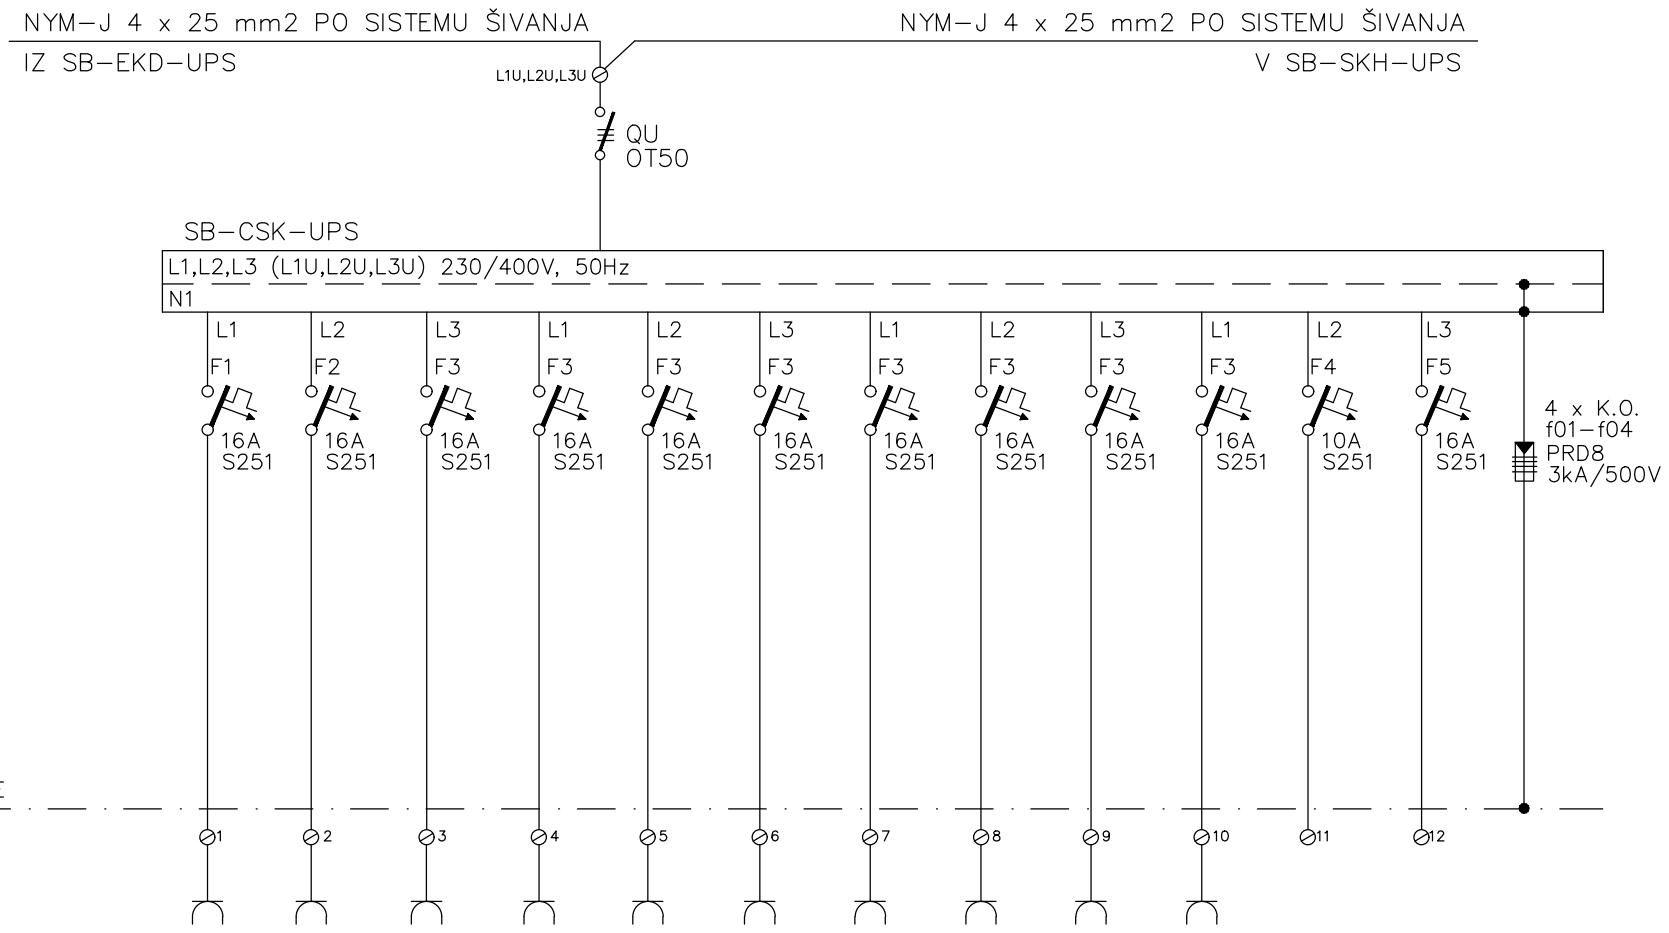 NYM-J 4 x 25 mm2 PO SISTEMU ŠIVANJA
IZ SB-EKD-UPS
NYM-J 4 x 25 mm2 PO SISTEMU ŠIVANJA
V SB-SKH-UPS
L1U,L2U,L3U
QU
OT50
SB-CSK-UPS
L1,L2,L3 (L1U,L2U,L3U) 230/400V, 50Hz
N1
L1 L2 L3 L1 L2 L3 L1 L2 L3 L1 L2 L3
F1 F2 F3 F3 F3 F3 F3 F3 F3 F3 F4 F5
16A 16A 16A 16A 16A 16A 16A 16A 16A 16A 10A 16A
S251 S251 S251 S251 S251 S251 S251 S251 S251 S251 S251 S251
4 x K.O.
f01-f04
PRD8
3kA/500V
1 2 3 4 5 6 7 8 9 10 11 12